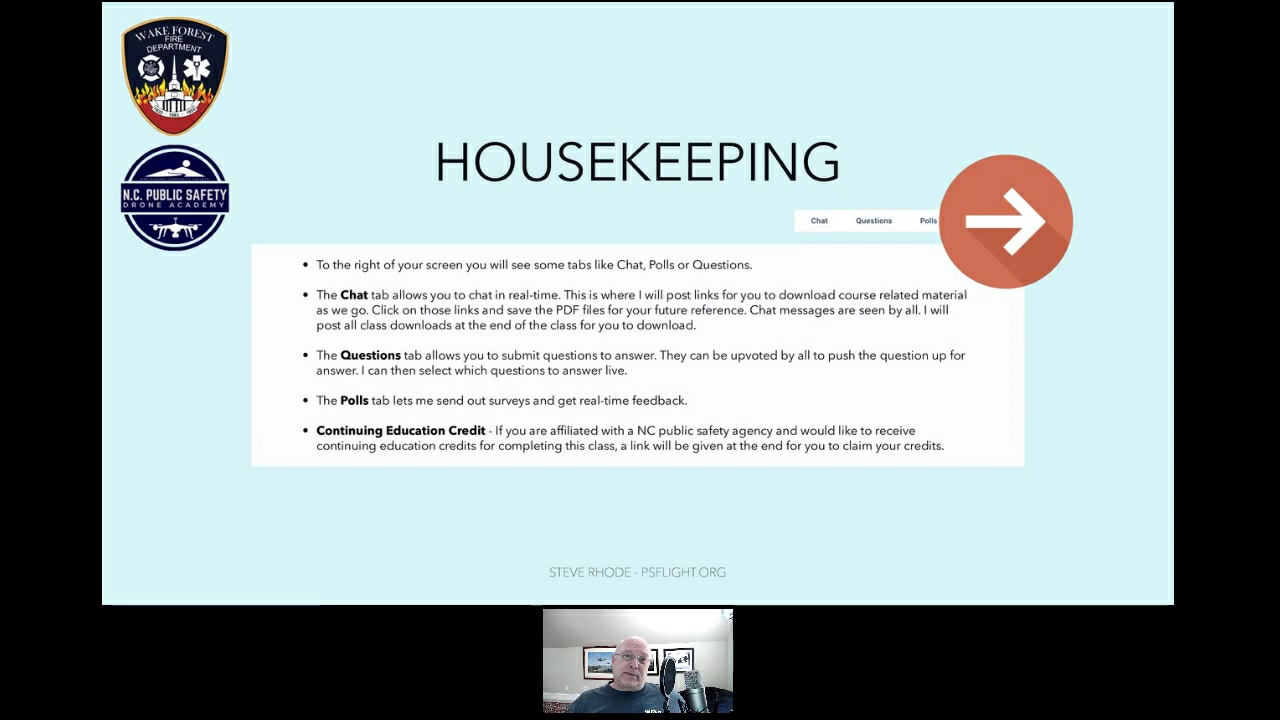 WAKE FOREST
FIRE
DEPARTMENT
N.C. PUBLIC SAFETY
DRONE ACADEMY
HOUSEKEEPING
Chat Questions Polls
• To the right of your screen you will see some tabs like Chat, Polls or Questions.
• The Chat tab allows you to chat in real-time. This is where I will post links for you to download course related material
as we go. Click on those links and save the PDF files for your future reference. Chat messages are seen by all. I will
post all class downloads at the end of the class for you to download.
• The Questions tab allows you to submit questions to answer. They can be upvoted by all to push the question up for
answer. I can then select which questions to answer live.
• The Polls tab lets me send out surveys and get real-time feedback.
• Continuing Education Credit - If you are affiliated with a NC public safety agency and would like to receive
continuing education credits for completing this class, a link will be given at the end for you to claim your credits.
STEVE RHODE - PSFLIGHT.ORG